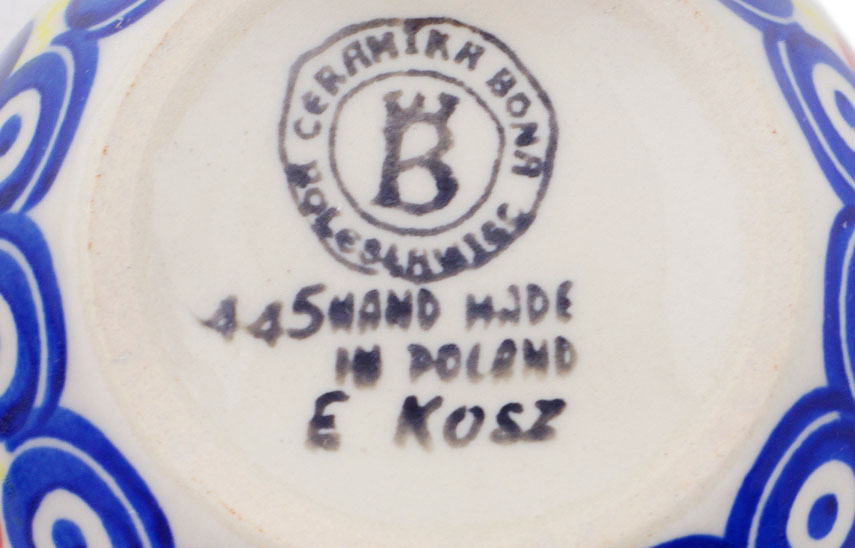 CERAMIKA BONA
B
BOLESŁAWIEC
445 HAND MADE
IN POLAND
E KOSZ